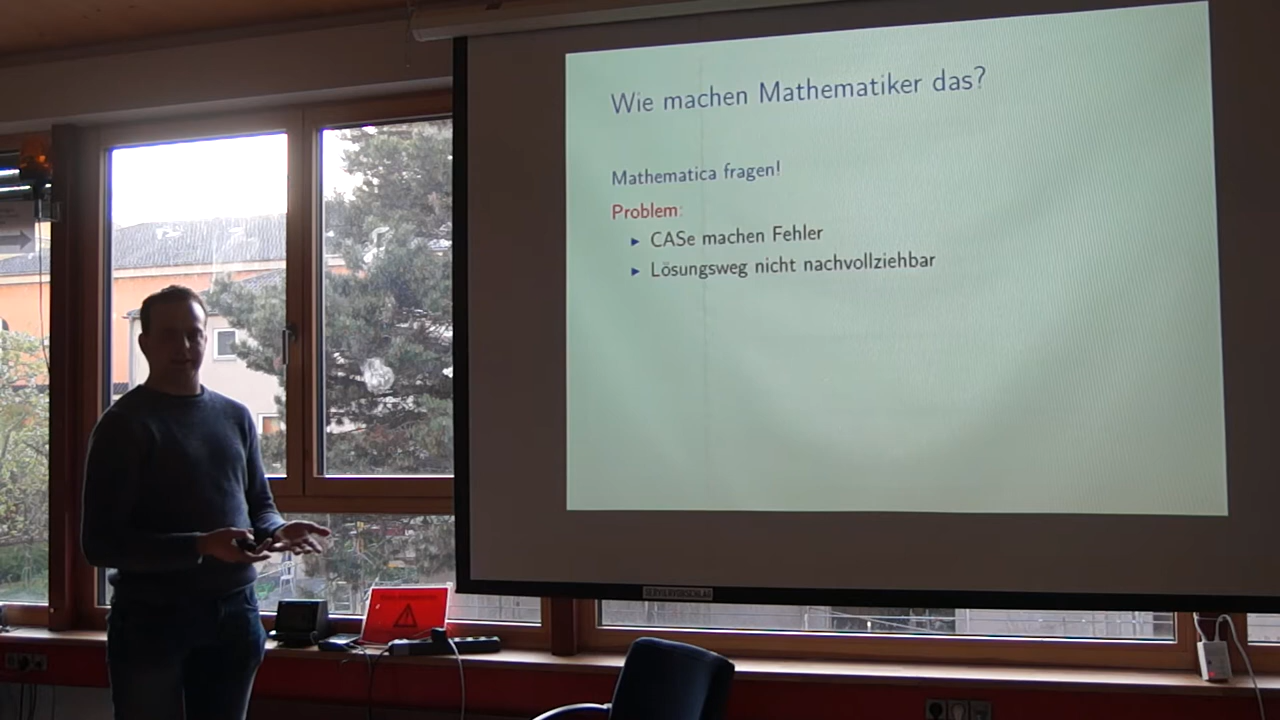 Wie machen Mathematiker das?
Mathematica fragen!
Problem:
CASe machen Fehler
Lösungsweg nicht nachvollziehbar